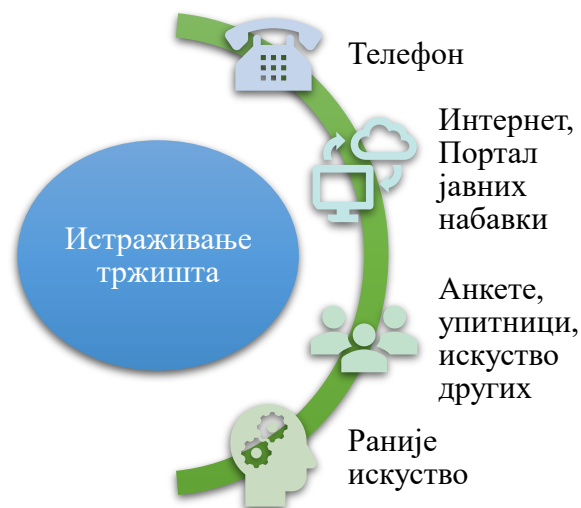 Телефон
Интернет,
Портал
јавних
набавки
Истраживање
тржишта
Анкете,
упитници,
искуство
других
Раније
искуство